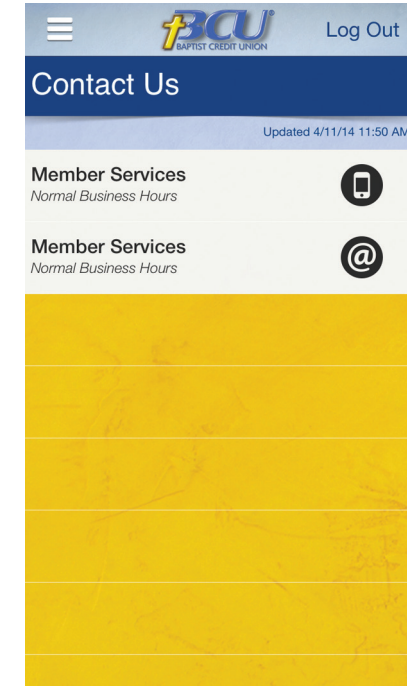 BCU®
BAPTIST CREDIT UNION
Log Out
Contact Us
Updated 4/11/14 11:50 AM
Member Services
Normal Business Hours
Member Services
Normal Business Hours
@